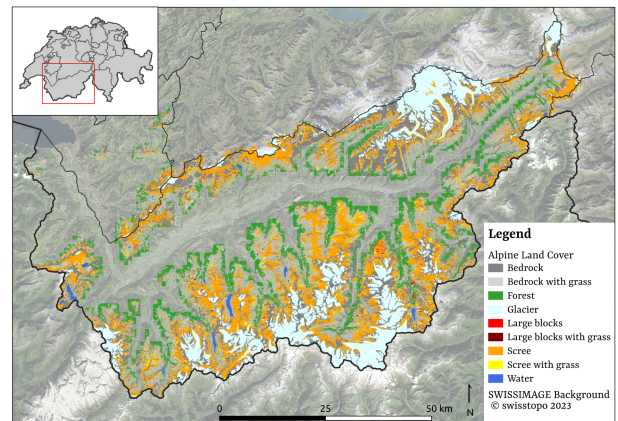 Legend
Alpine Land Cover
Bedrock
Bedrock with grass
Forest
Glacier
Large blocks
Large blocks with grass
Scree
Scree with grass
Water
SWISSIMAGE Background
© swisstopo 2023
0 25 50 km
N